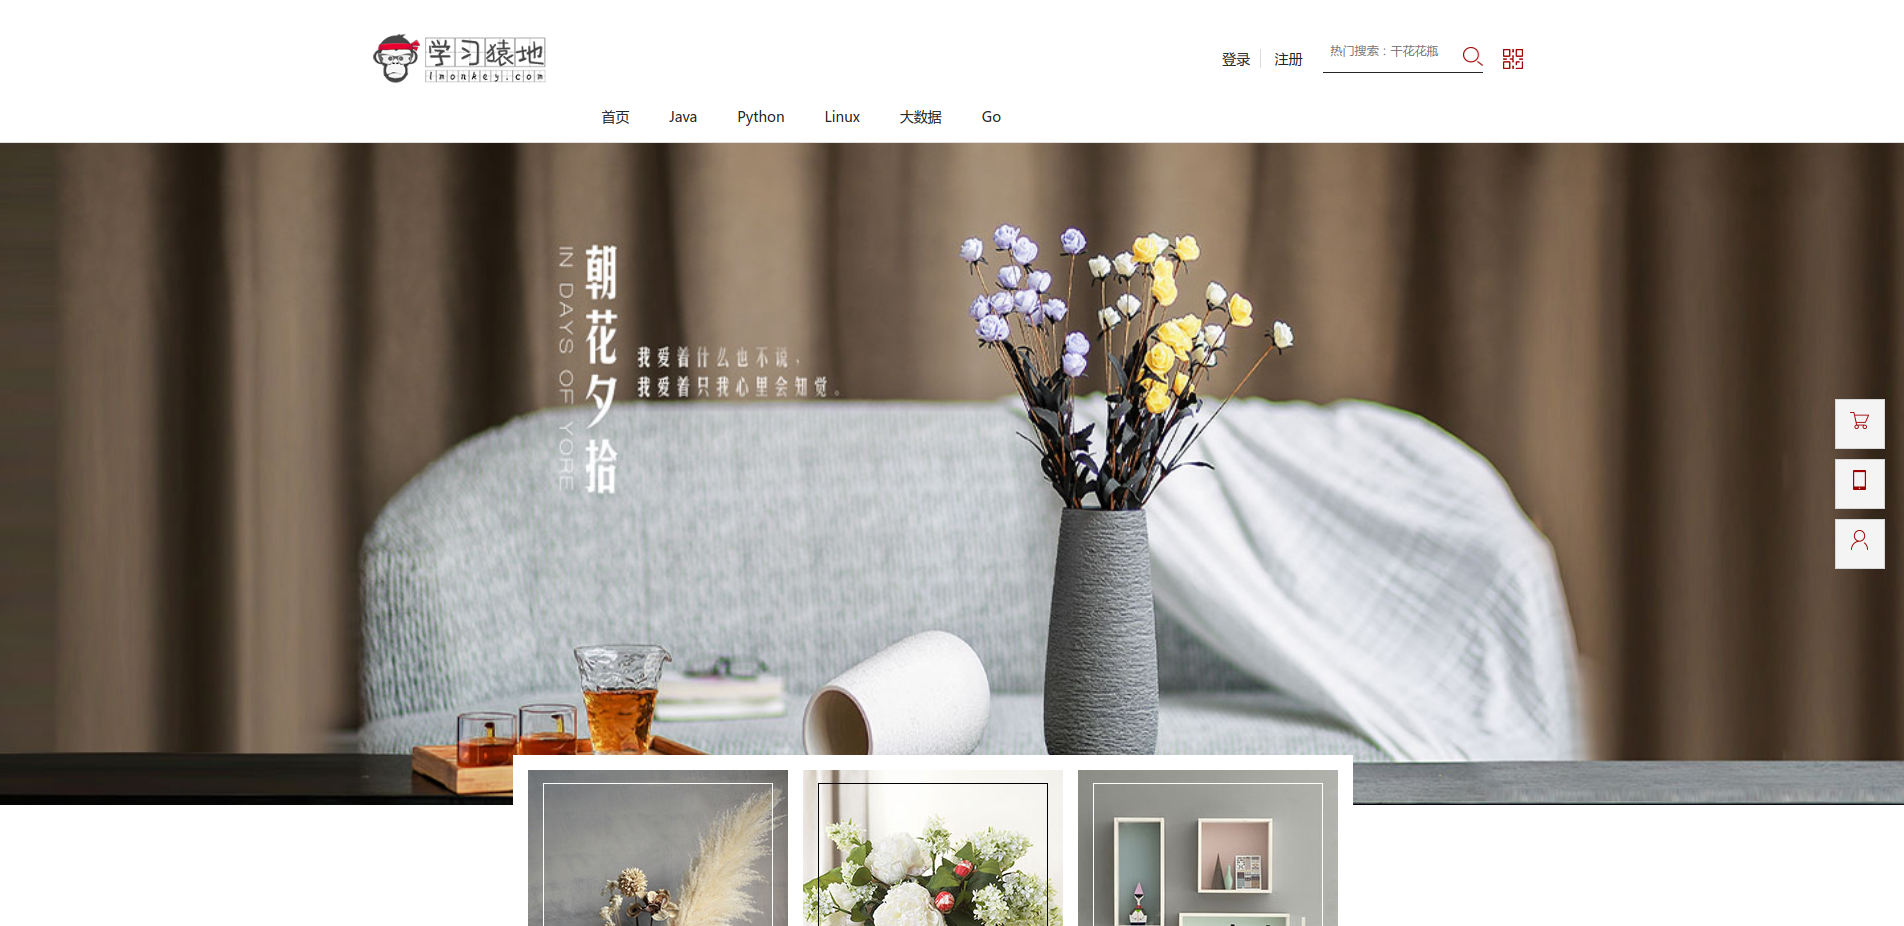 学习猿地
lmonkey.com
登录
注册
热门搜索：干花花瓶
首页
Java
Python
Linux
大数据
Go
朝花夕拾
IN DAYS OF YORE
我爱着什么也不说，
我爱着只我心里会知觉。